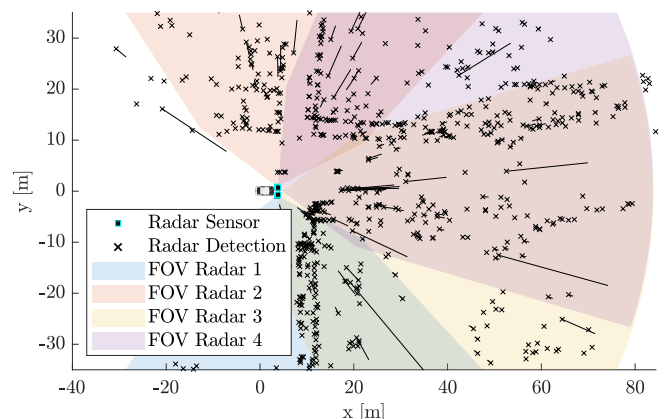 30
20
10
0
-10
-20
-30
y [m]
Radar Sensor
Radar Detection
FOV Radar 1
FOV Radar 2
FOV Radar 3
FOV Radar 4
-40 -20 0 20 40 60 80
x [m]